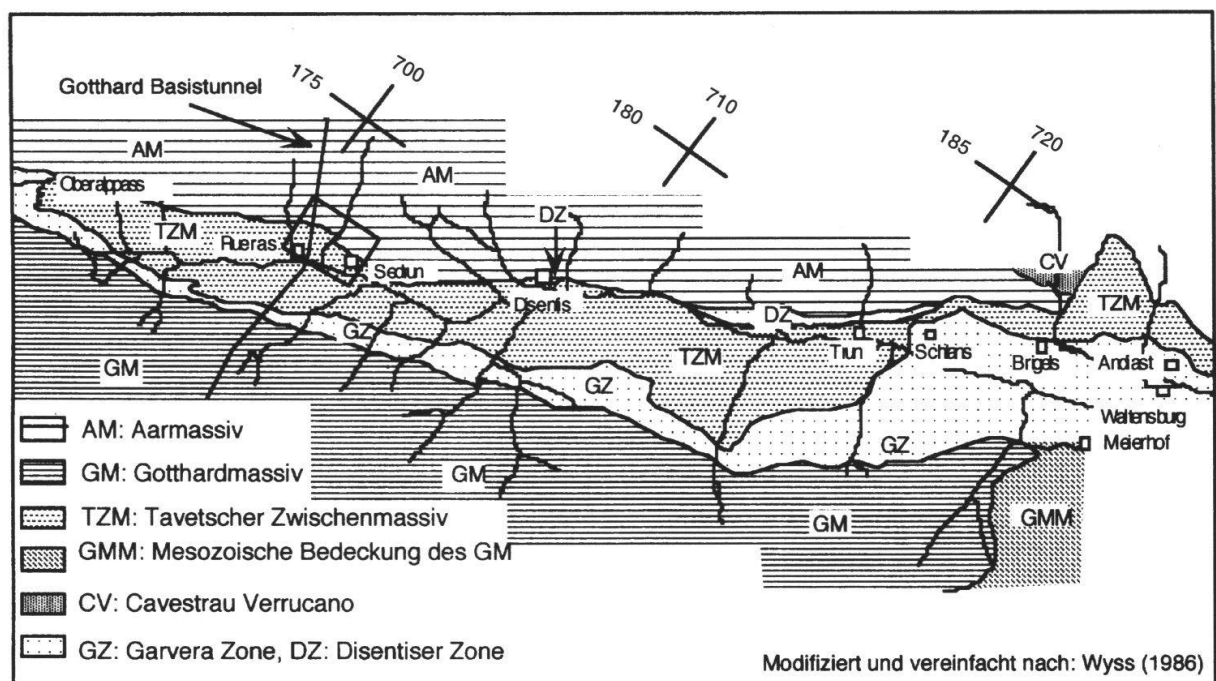 Gotthard Basistunnel
175
700
180
710
185
720
AM
Oberalppass
AM
DZ
TZM
Rueras
Sedrun
Disentis
AM
CV
TZM
DZ
GZ
TZM
Trun
Schlans
Brigels
Andiast
GM
GZ
Waltensburg
Meierhof
GZ
GM
GM
GMM
AM: Aarmassiv
GM: Gotthardmassiv
TZM: Tavetscher Zwischenmassiv
GMM: Mesozoische Bedeckung des GM
CV: Cavestrau Verrucano
GZ: Garvera Zone, DZ: Disentiser Zone
Modifiziert und vereinfacht nach: Wyss (1986)